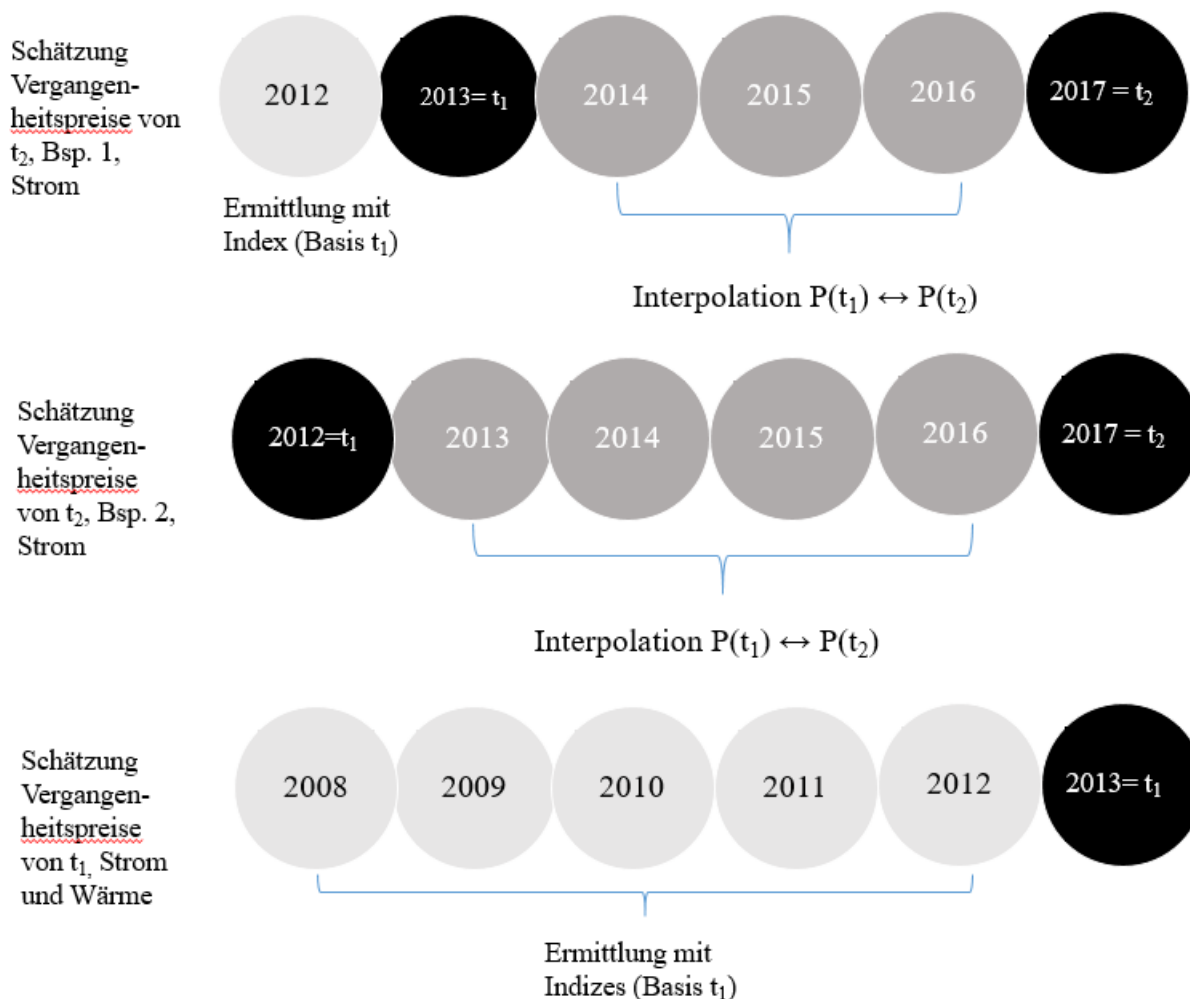 Schätzung
Vergangen-
heitspreise von
t₂, Bsp. 1,
Strom
2012
2013= t₁
2014
2015
2016
2017 = t₂
Ermittlung mit
Index (Basis t₁)
Interpolation P(t₁) ↔ P(t₂)
Schätzung
Vergangen-
heitspreise
von t₂, Bsp. 2,
Strom
2012=t₁
2013
2014
2015
2016
2017 = t₂
Interpolation P(t₁) ↔ P(t₂)
Schätzung
Vergangen-
heitspreise
von t₁, Strom
und Wärme
2008
2009
2010
2011
2012
2013= t₁
Ermittlung mit
Indizes (Basis t₁)